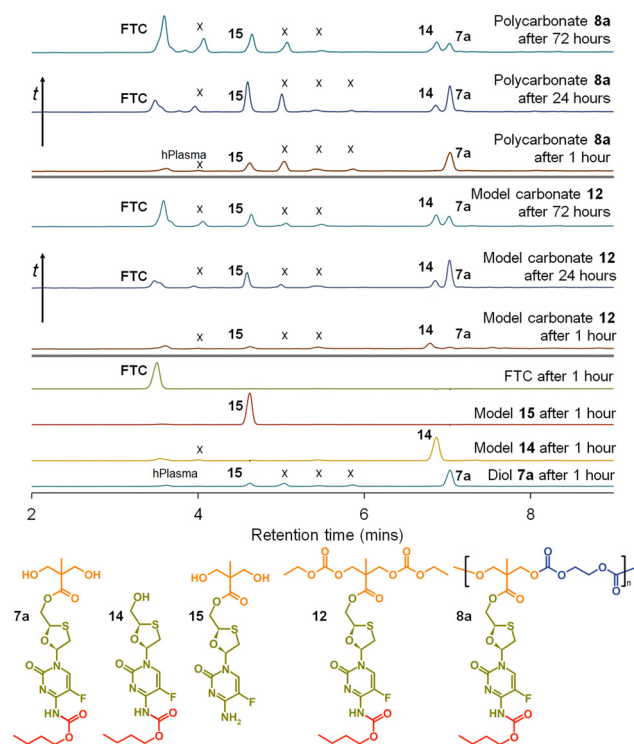 FTC x 15 x x 14 7a Polycarbonate 8a
after 72 hours
t FTC x 15 x x x 14 7a Polycarbonate 8a
after 24 hours
hPlasma x 15 x x x 7a Polycarbonate 8a
after 1 hour
FTC x 15 x x 14 7a Model carbonate 12
after 72 hours
t FTC x 15 x x 14 7a Model carbonate 12
after 24 hours
x 15 x x 14 7a Model carbonate 12
after 1 hour
FTC FTC after 1 hour
15 Model 15 after 1 hour
x 14 Model 14 after 1 hour
hPlasma 15 x x x 7a Diol 7a after 1 hour
2 4 6 8
Retention time (mins)
HO OH O O 7a S O O N N F HN O O
OH 14 S O O N N F HN O O
HO OH O O 15 S O O N N F NH2
O O O O O O O O 12 S O O N N F HN O O
O O O O O O O O n 8a S O O N N F HN O O